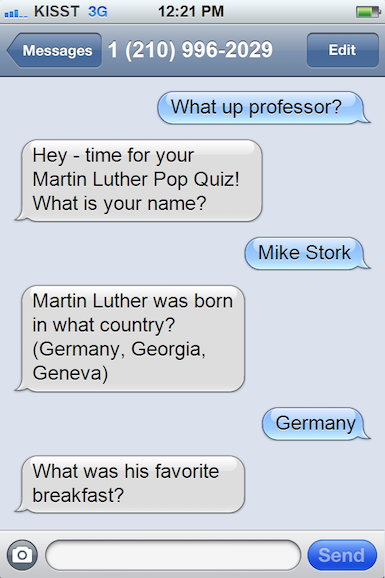 KISST 3G 12:21 PM
Messages 1 (210) 996-2029 Edit
What up professor?
Hey - time for your
Martin Luther Pop Quiz!
What is your name?
Mike Stork
Martin Luther was born
in what country?
(Germany, Georgia,
Geneva)
Germany
What was his favorite
breakfast?
Send